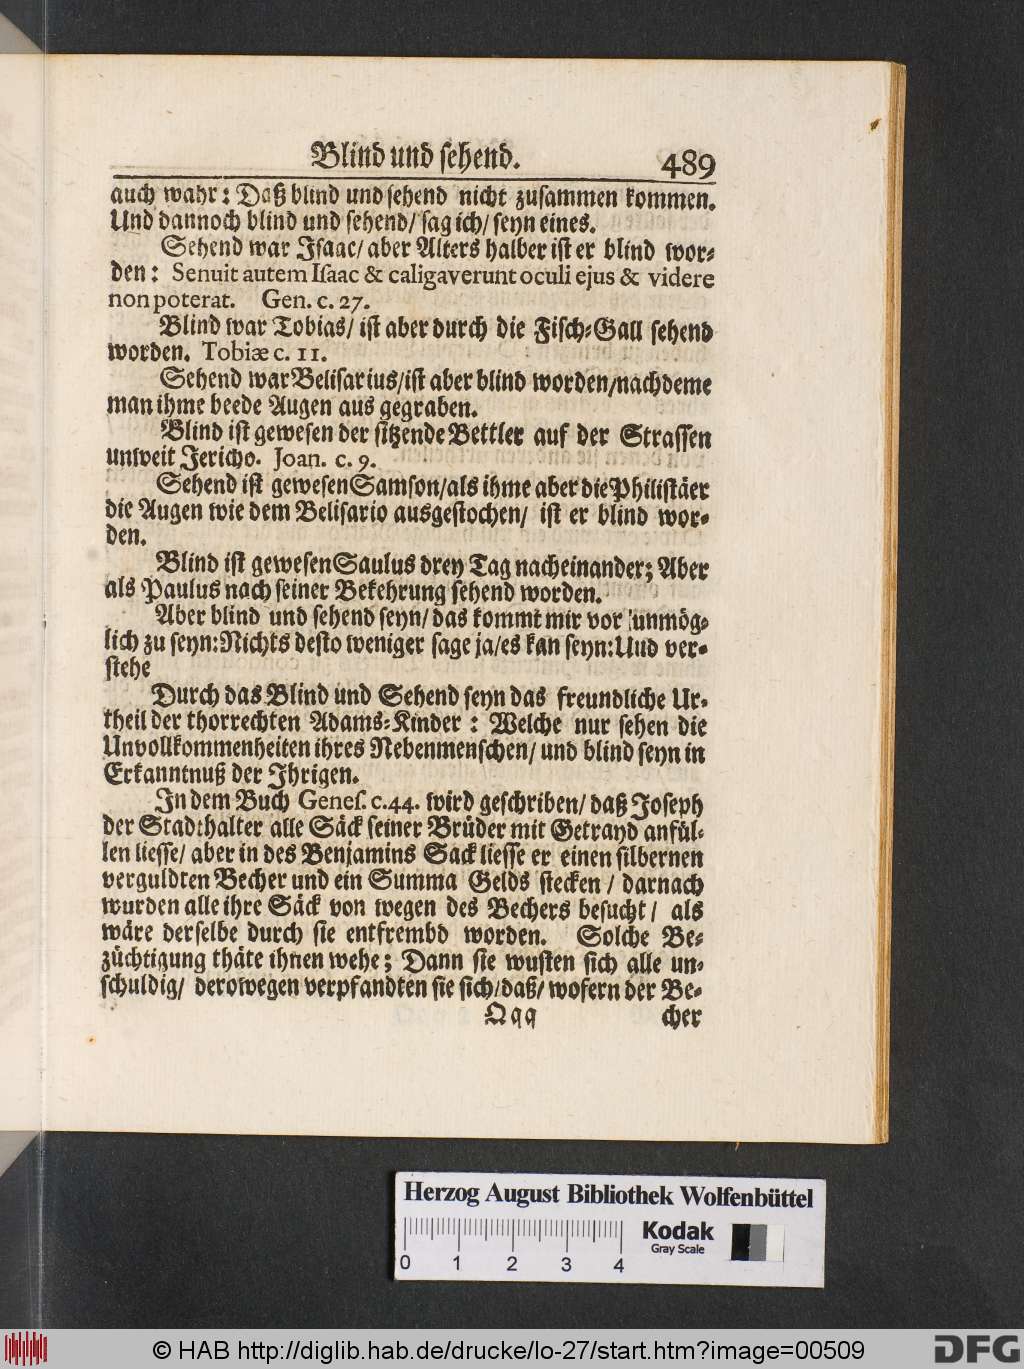 Blind und sehend. 489
auch wahr: Daß blind und sehend nicht zusammen kommen.
Und dannoch blind und sehend/ sag ich/ seyn eines.
Sehend war Isaac/ aber Alters halber ist er blind wor-
den: Senuit autem Isaac & caligaverunt oculi ejus & videre
non poterat. Gen. c. 27.
Blind war Tobias/ ist aber durch die Fisch-Gall sehend
worden. Tobiæ c. 11.
Sehend war Belisarius/ ist aber blind worden/ nachdeme
man ihme beede Augen aus gegraben.
Blind ist gewesen der sitzende Bettler auf der Strassen
unweit Jericho. Joan. c. 9.
Sehend ist gewesen Samson/ als ihme aber die Philistäer
die Augen wie dem Belisario ausgestochen/ ist er blind wor-
den.
Blind ist gewesen Saulus drey Tag nacheinander; Aber
als Paulus nach seiner Bekehrung sehend worden.
Aber blind und sehend seyn/ das kommt mir vor unmög-
lich zu seyn: Nichts desto weniger sage ja/ es kan seyn: Und ver-
stehe
Durch das Blind und Sehend seyn das freundliche Ur-
theil der thorrechten Adams-Kinder: Welche nur sehen die
Unvollkommenheiten ihres Nebenmenschen/ und blind seyn in
Erkanntnuß der Ihrigen.
In dem Buch Genes. c. 44. wird geschriben/ daß Joseph
der Stadthalter alle Säck seiner Brüder mit Getrayd anfül-
len liesse/ aber in des Benjamins Sack liesse er einen silbernen
verguldten Becher und ein Summa Gelds stecken/ darnach
wurden alle ihre Säck von wegen des Bechers besucht/ als
wäre derselbe durch sie entfrembd worden. Solche Be-
züchtigung thäte ihnen wehe; Dann sie wusten sich alle un-
schuldig/ derowegen verpfandten sie sich/ daß/ wofern der Be-
Qqq cher
Herzog August Bibliothek Wolfenbüttel
Kodak
Gray Scale
0 1 2 3 4
© HAB http://diglib.hab.de/drucke/lo-27/start.htm?image=00509
DFG